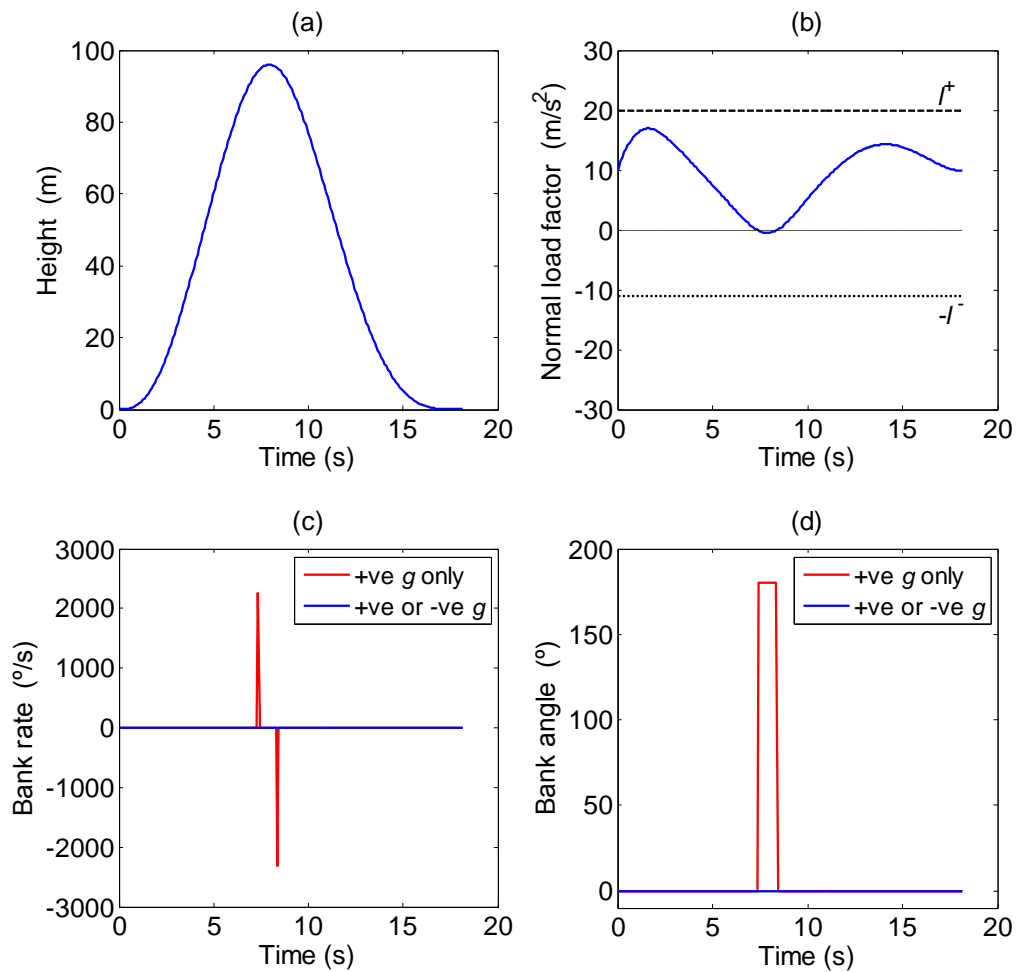 (a)
100
80
60
40
20
0
Height (m)
0 5 10 15 20
Time (s)
(b)
30
20
10
0
-10
-20
-30
Normal load factor (m/s²)
l⁺
-l⁻
0 5 10 15 20
Time (s)
(c)
3000
2000
1000
0
-1000
-2000
-3000
Bank rate (º/s)
+ve g only
+ve or -ve g
0 5 10 15 20
Time (s)
(d)
200
150
100
50
0
Bank angle (º)
+ve g only
+ve or -ve g
0 5 10 15 20
Time (s)